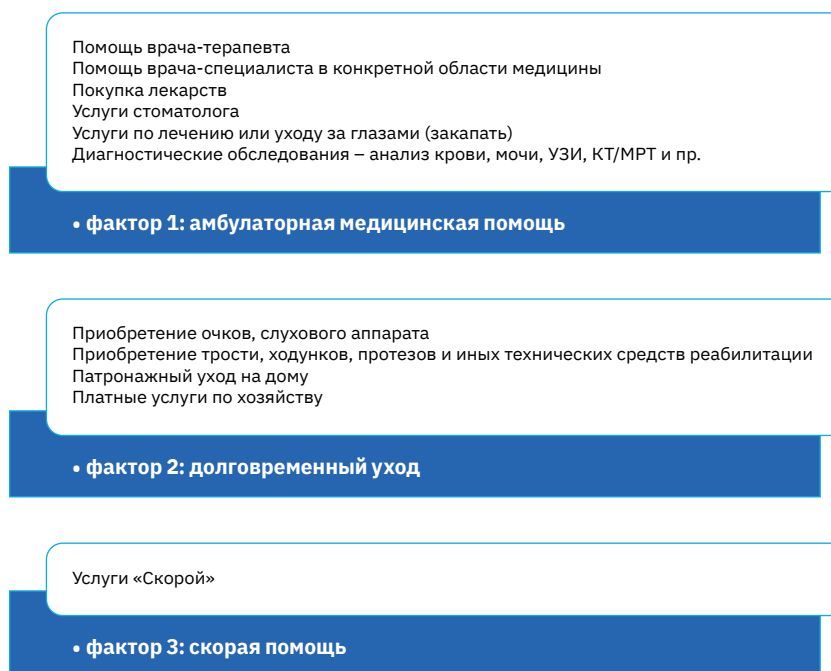 Помощь врача-терапевта
Помощь врача-специалиста в конкретной области медицины
Покупка лекарств
Услуги стоматолога
Услуги по лечению или уходу за глазами (закапать)
Диагностические обследования – анализ крови, мочи, УЗИ, КТ/МРТ и пр.
• фактор 1: амбулаторная медицинская помощь
Приобретение очков, слухового аппарата
Приобретение трости, ходунков, протезов и иных технических средств реабилитации
Патронажный уход на дому
Платные услуги по хозяйству
• фактор 2: долговременный уход
Услуги «Скорой»
• фактор 3: скорая помощь